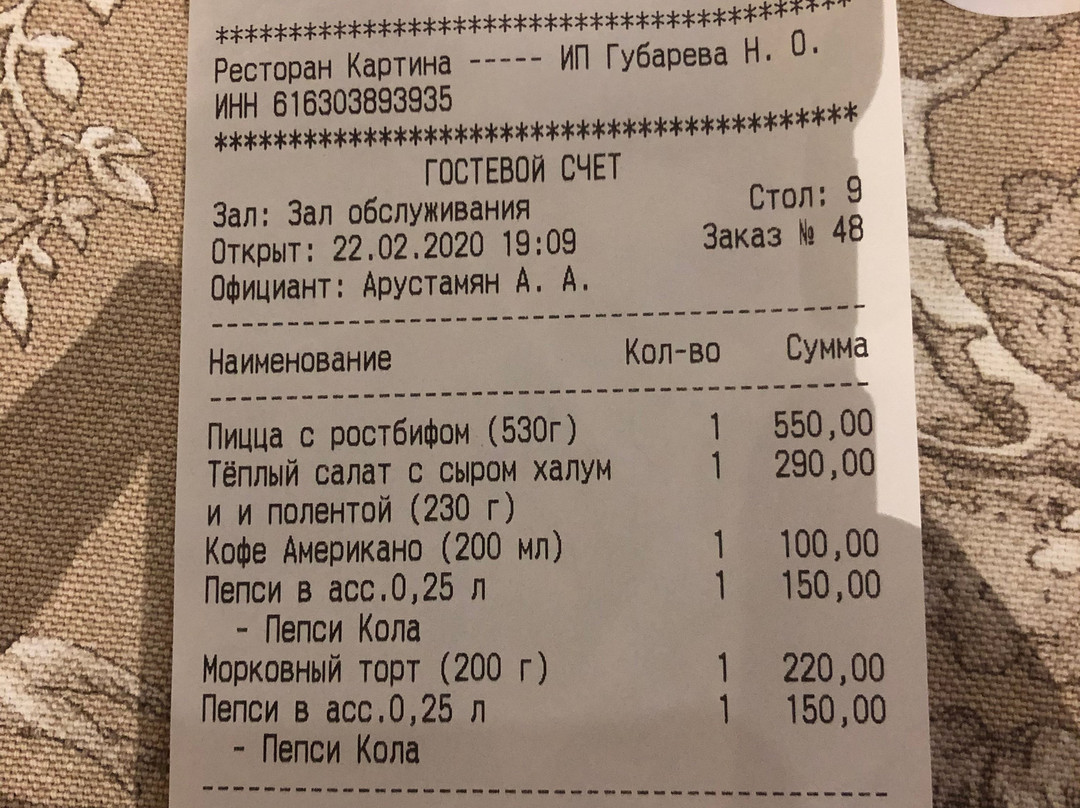 *******************************************
Ресторан Картина ----- ИП Губарева Н. О.
ИНН 616303893935
*******************************************
ГОСТЕВОЙ СЧЕТ
Зал: Зал обслуживания Стол: 9
Открыт: 22.02.2020 19:09 Заказ № 48
Официант: Арустамян А. А.
-------------------------------------------
Наименование Кол-во Сумма
-------------------------------------------
Пицца с ростбифом (530г) 1 550,00
Тёплый салат с сыром халум 1 290,00
и и полентой (230 г)
Кофе Американо (200 мл) 1 100,00
Пепси в асс.0,25 л 1 150,00
- Пепси Кола
Морковный торт (200 г) 1 220,00
Пепси в асс.0,25 л 1 150,00
- Пепси Кола
-------------------------------------------